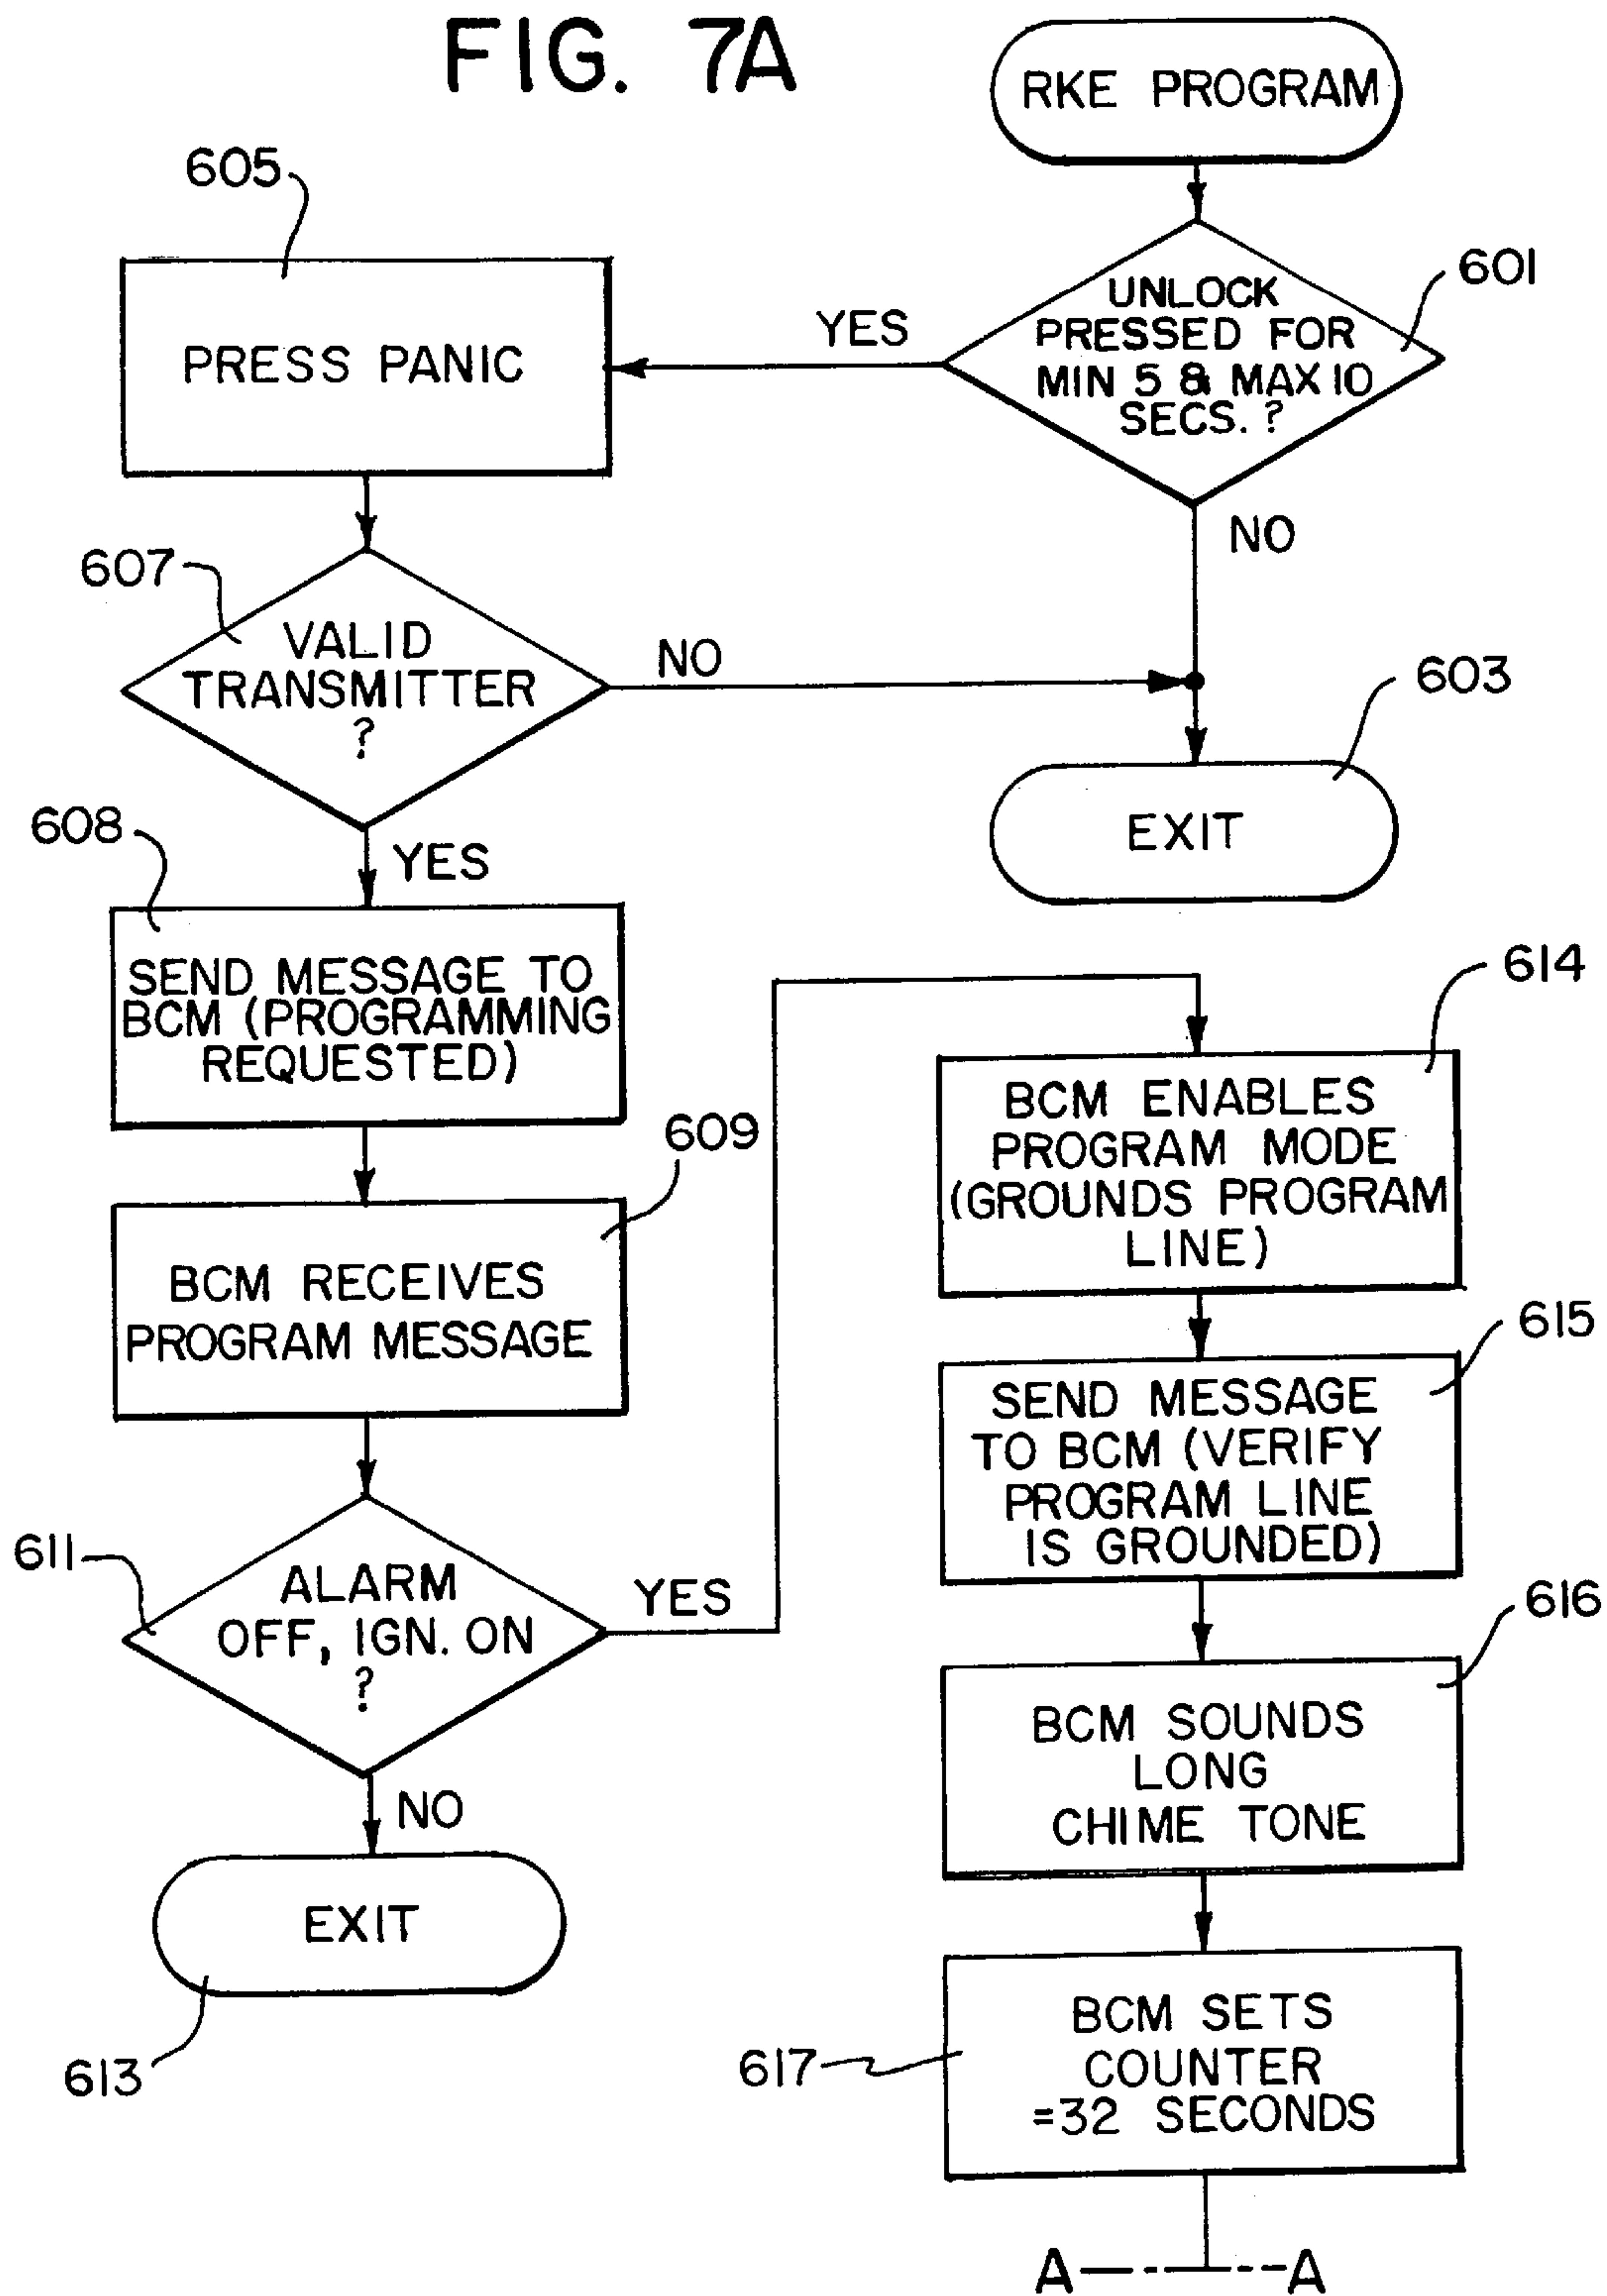 FIG. 7A
RKE PROGRAM
601
UNLOCK
PRESSED FOR
MIN 5 & MAX 10
SECS. ?
YES
NO
605
PRESS PANIC
607
VALID
TRANSMITTER
?
NO
YES
603
EXIT
608
SEND MESSAGE TO
BCM (PROGRAMMING
REQUESTED)
609
BCM RECEIVES
PROGRAM MESSAGE
611
ALARM
OFF, IGN. ON
?
YES
NO
EXIT
613
614
BCM ENABLES
PROGRAM MODE
(GROUNDS PROGRAM
LINE)
615
SEND MESSAGE
TO BCM (VERIFY
PROGRAM LINE
IS GROUNDED)
616
BCM SOUNDS
LONG
CHIME TONE
617
BCM SETS
COUNTER
=32 SECONDS
A A